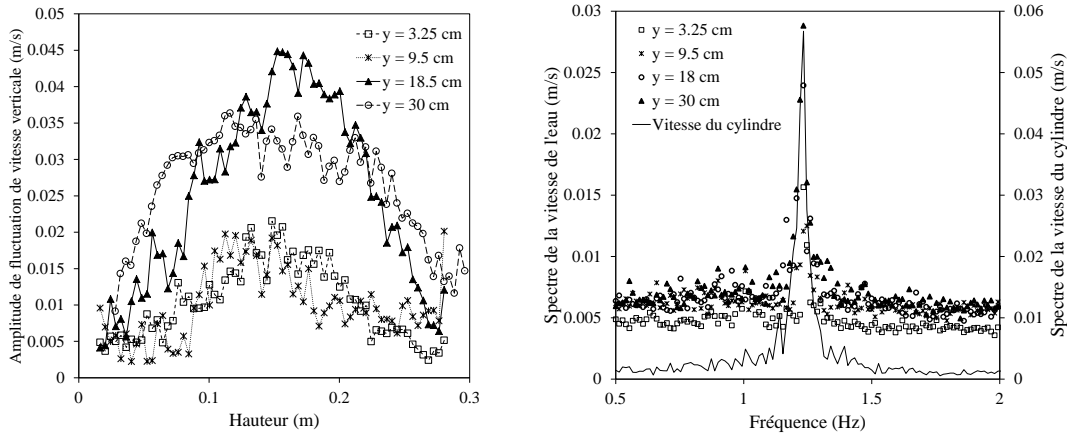 Amplitude de fluctuation de vitesse verticale (m/s)
0.05
0.045
0.04
0.035
0.03
0.025
0.02
0.015
0.01
0.005
0
0
0.1
0.2
0.3
Hauteur (m)
y = 3.25 cm
y = 9.5 cm
y = 18.5 cm
y = 30 cm
Spectre de la vitesse de l'eau (m/s)
0.03
0.025
0.02
0.015
0.01
0.005
0
0.5
1
1.5
2
Fréquence (Hz)
y = 3.25 cm
y = 9.5 cm
y = 18 cm
y = 30 cm
Vitesse du cylindre
0.06
0.05
0.04
0.03
0.02
0.01
0
Spectre de la vitesse du cylindre (m/s)